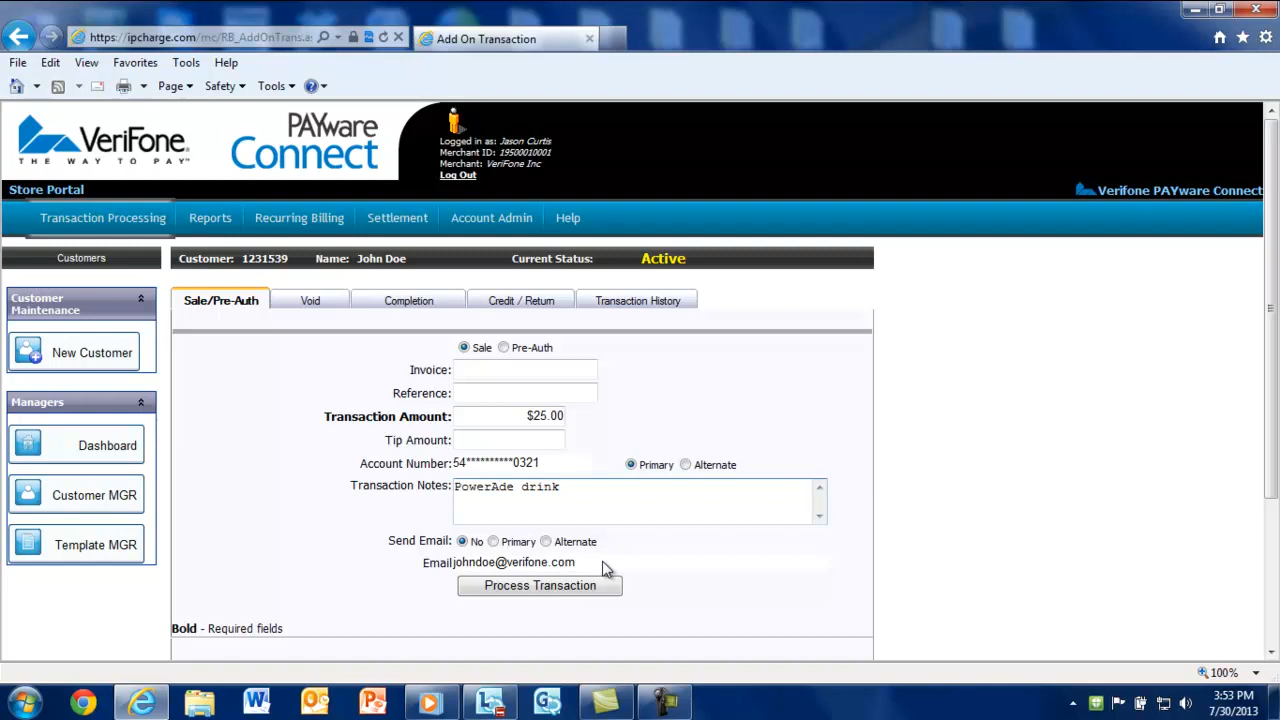 https://ipcharge.com/mc/RB_AddOnTrans.a:
Add On Transaction
File Edit View Favorites Tools Help
Page Safety Tools
VeriFone.
THE WAY TO PAY™
PAYware
Connect
Logged in as: Jason Curtis
Merchant ID: 19500010001
Merchant: VeriFone Inc
Log Out
Store Portal
Verifone PAYware Connect
Transaction Processing Reports Recurring Billing Settlement Account Admin Help
Customers
Customer: 1231539 Name: John Doe Current Status: Active
Customer Maintenance
New Customer
Managers
Dashboard
Customer MGR
Template MGR
Sale/Pre-Auth Void Completion Credit / Return Transaction History
Sale Pre-Auth
Invoice:
Reference:
Transaction Amount: $25.00
Tip Amount:
Account Number: 54**********0321 Primary Alternate
Transaction Notes: PowerAde drink
Send Email: No Primary Alternate
Email johndoe@verifone.com
Process Transaction
Bold - Required fields
100%
3:53 PM
7/30/2013